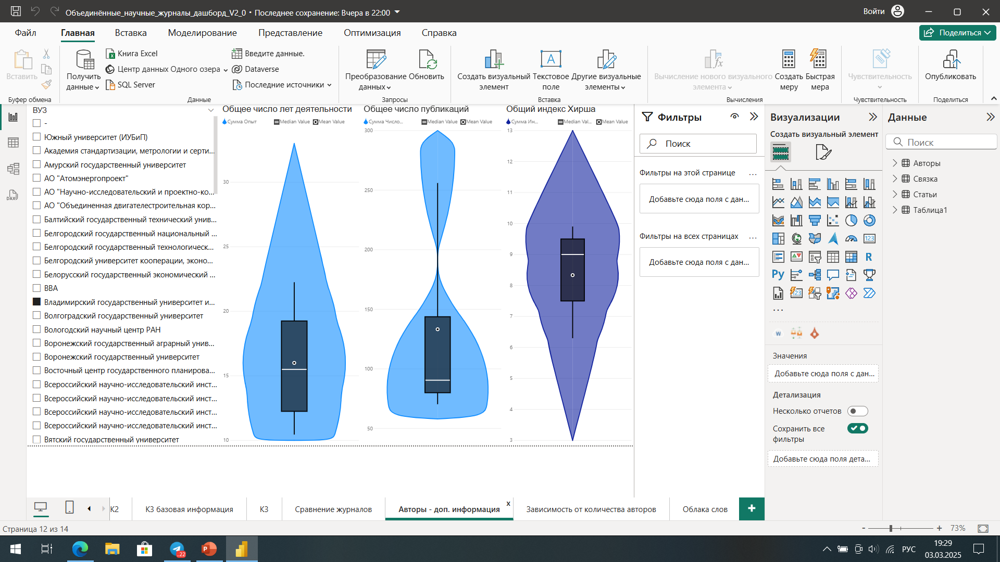 Объединённые_научные_журналы_дашборд_V2_0 • Последнее сохранение: Вчера в 22:00
Войти
Файл
Главная
Вставка
Моделирование
Представление
Оптимизация
Справка
Поделиться
Вставить
Буфер обмена
Получить данные
Книга Excel
Центр данных Одного озера
SQL Server
Введите данные.
Dataverse
Последние источники
Данные
Преобразование данных
Обновить
Запросы
Создать визуальный элемент
Текстовое поле
Другие визуальные элементы
Вставка
Вычисление нового визуального элемента
Создать меру
Быстрая мера
Вычисления
Чувствительность
Чувствительность
Опубликовать
Поделиться
ВУЗ
-
Южный университет (ИУБиП)
Академия стандартизации, метрологии и серти...
Амурский государственный университет
АО "Атомэнергопроект"
АО "Научно-исследовательский и проектно-ко...
АО "Объединенная двигателестроительная кор...
Балтийский государственный технический унив...
Белгородский государственный национальный ...
Белгородский государственный технологическ...
Белгородский университет кооперации, эконо...
Белорусский государственный экономический ...
ВВА
Владимирский государственный университет и...
Волгоградский государственный университет
Вологодский научный центр РАН
Воронежский государственный аграрный унив...
Воронежский государственный университет
Восточный центр государственного планирова...
Всероссийский научно-исследовательский инст...
Всероссийский научно-исследовательский инст...
Всероссийский научно-исследовательский инст...
Всероссийский научно-исследовательский инст...
Вятский государственный университет
Общее число лет деятельности
Сумма Опыт
Median Value
Mean Value
30
25
20
15
10
Общее число публикаций
Сумма Число...
Median Value
Mean Value
300
250
200
150
100
50
Общий индекс Хирша
Сумма Ин...
Median Val...
Mean Value
13
12
11
10
9
8
7
6
5
4
3
Фильтры
Поиск
Фильтры на этой странице ...
Добавьте сюда поля с дан...
Фильтры на всех страницах ...
Добавьте сюда поля с дан...
Визуализации
Создать визуальный элемент
123
R
Py
123
...
W
Значения
Добавьте сюда поля с дан...
Детализация
Несколько отчетов
Сохранить все фильтры
Добавьте сюда поля дета...
Данные
Поиск
Авторы
Связка
Статьи
Таблица1
DAX
К2
К3 базовая информация
К3
Сравнение журналов
Авторы - доп. информация
x
Зависимость от количества авторов
Облака слов
+
Страница 12 из 14
- + 73%
..22
P
РУС
19:29
03.03.2025